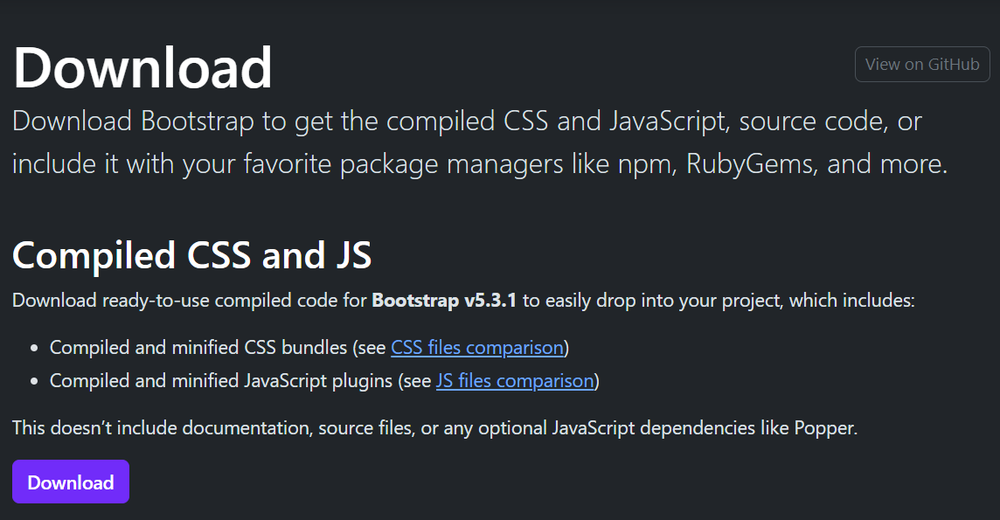 Download
View on GitHub
Download Bootstrap to get the compiled CSS and JavaScript, source code, or
include it with your favorite package managers like npm, RubyGems, and more.
Compiled CSS and JS
Download ready-to-use compiled code for Bootstrap v5.3.1 to easily drop into your project, which includes:
• Compiled and minified CSS bundles (see CSS files comparison)
• Compiled and minified JavaScript plugins (see JS files comparison)
This doesn’t include documentation, source files, or any optional JavaScript dependencies like Popper.
Download